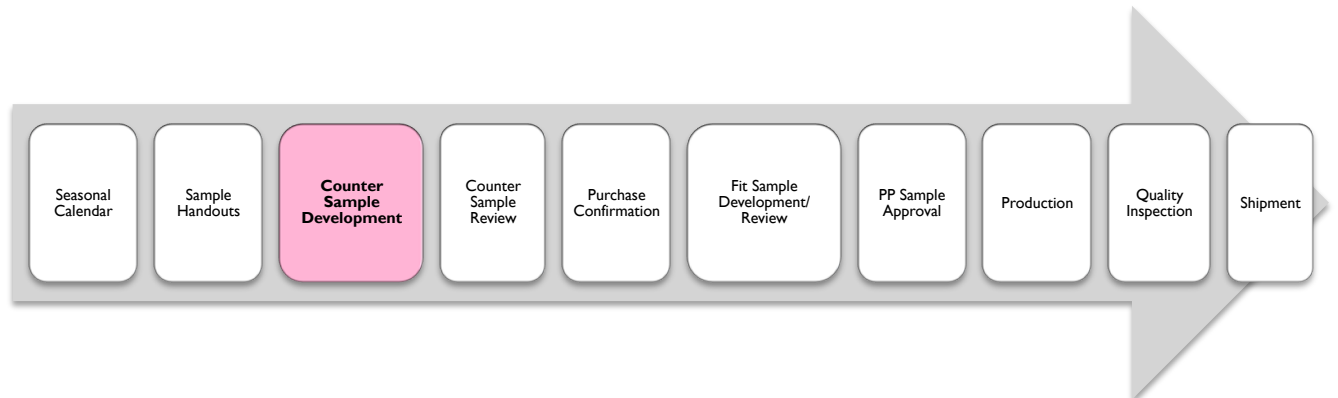 Seasonal
Calendar
Sample
Handouts
Counter
Sample
Development
Counter
Sample
Review
Purchase
Confirmation
Fit Sample
Development/
Review
PP Sample
Approval
Production
Quality
Inspection
Shipment